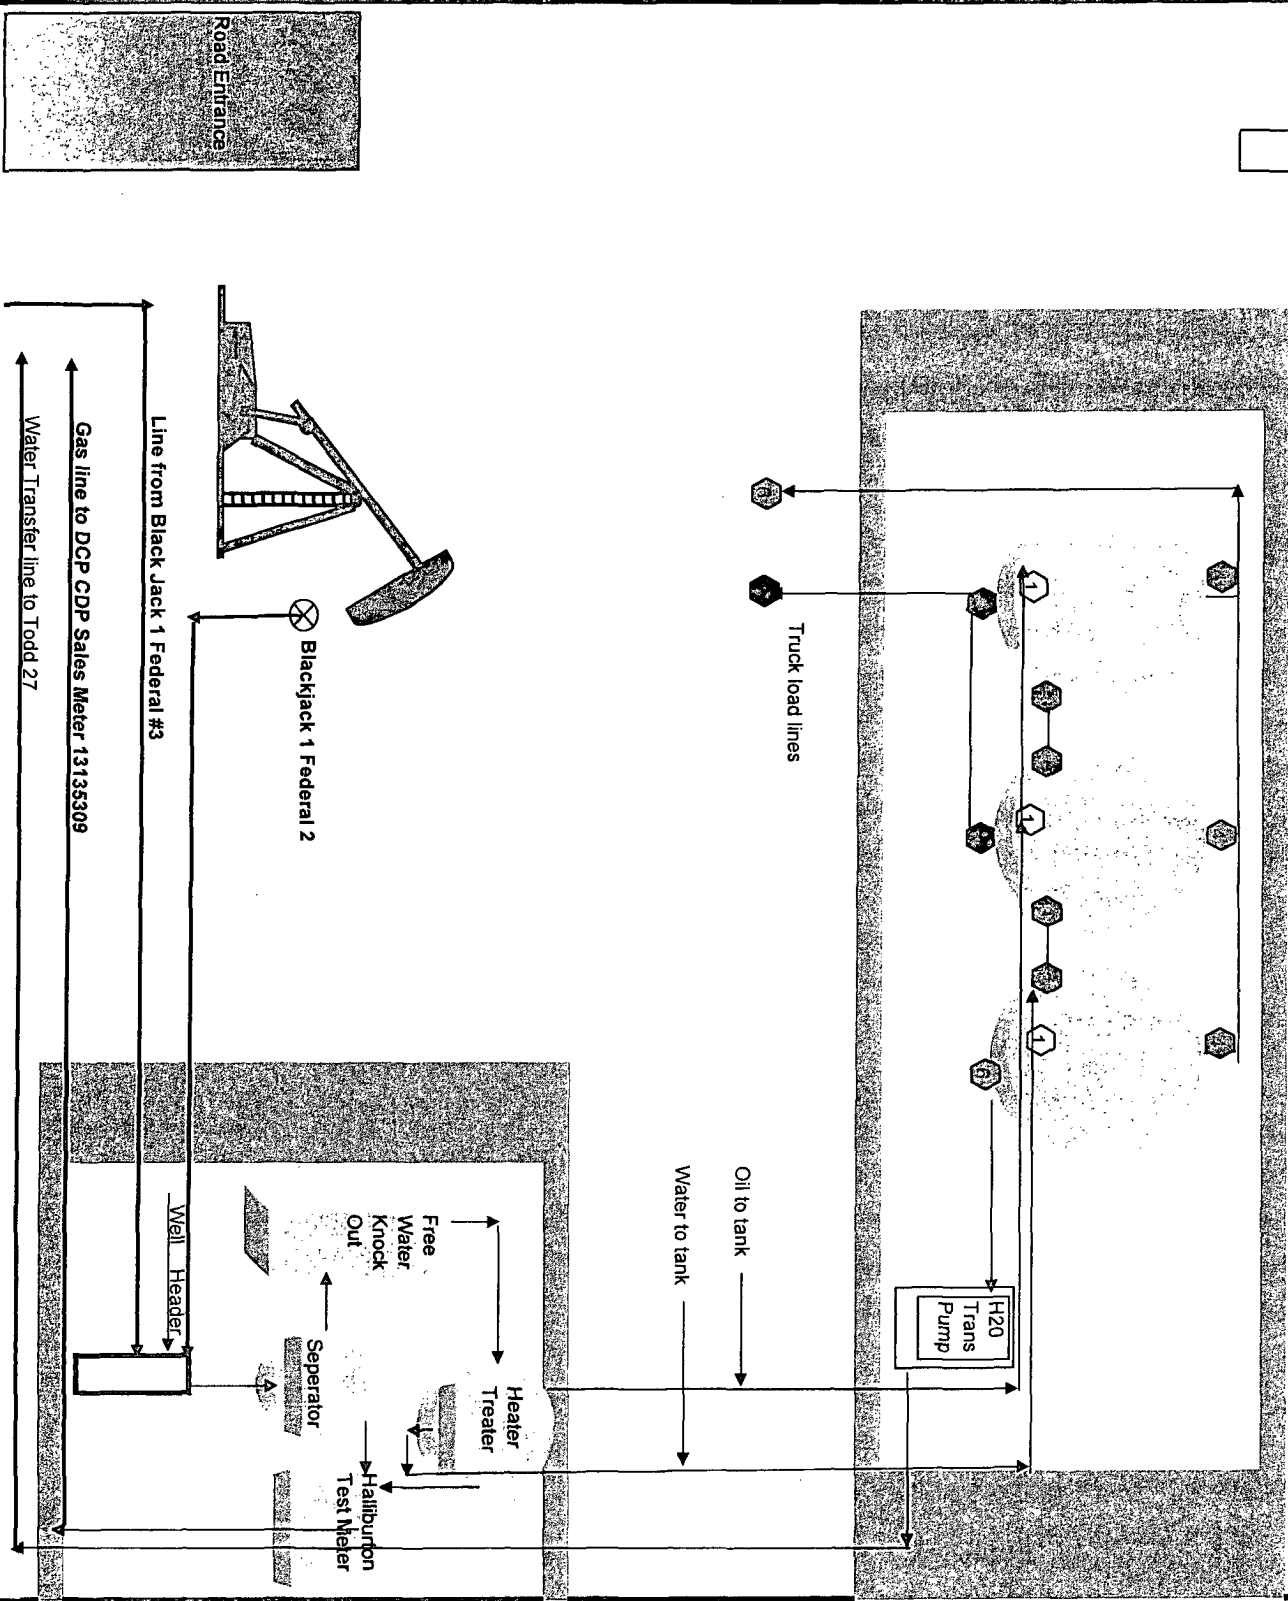 Road Entrance
Truck load lines
Blackjack 1 Federal 2
Line from Black Jack 1 Federal #3
Gas line to DCP CDP Sales Meter 13135309
Water Transfer line to Todd 27
1
1
1
6
H20
Trans
Pump
Oil to tank
Water to tank
Free
Water
Knock
Out
Heater
Treater
Seperator
Halliburton
Test Meter
Well Header